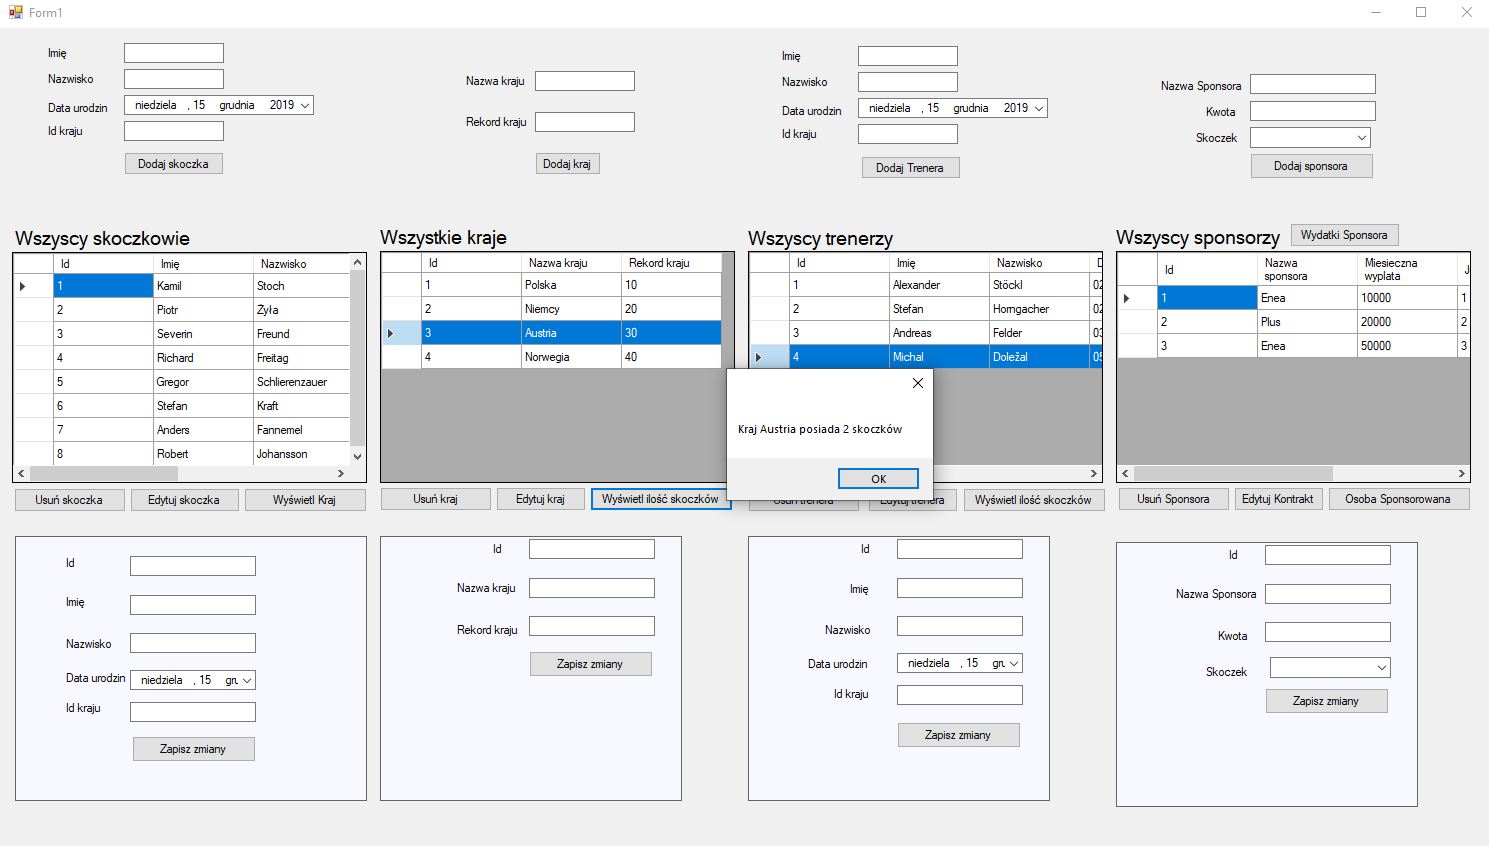 Form1
Imię
Nazwisko
Data urodzin niedziela , 15 grudnia 2019
Id kraju
Dodaj skoczka
Nazwa kraju
Rekord kraju
Dodaj kraj
Imię
Nazwisko
Data urodzin niedziela , 15 grudnia 2019
Id kraju
Dodaj Trenera
Nazwa Sponsora
Kwota
Skoczek
Dodaj sponsora
Wszyscy skoczkowie
Id Imię Nazwisko
1 Kamil Stoch
2 Piotr Żyła
3 Severin Freund
4 Richard Freitag
5 Gregor Schlierenzauer
6 Stefan Kraft
7 Anders Fannemel
8 Robert Johansson
Usuń skoczka Edytuj skoczka Wyświetl Kraj
Wszystkie kraje
Id Nazwa kraju Rekord kraju
1 Polska 10
2 Niemcy 20
3 Austria 30
4 Norwegia 40
Usuń kraj Edytuj kraj Wyświetl ilość skoczków
Wszyscy trenerzy
Id Imię Nazwisko D
1 Alexander Stöckl 02
2 Stefan Horngacher 02
3 Andreas Felder 03
4 Michal Doležal 05
Usuń trenera Edytuj trenera Wyświetl ilość skoczków
Kraj Austria posiada 2 skoczków
OK
Wszyscy sponsorzy Wydatki Sponsora
Id Nazwa sponsora Miesieczna wyplata J
1 Enea 10000 1
2 Plus 20000 2
3 Enea 50000 3
Usuń Sponsora Edytuj Kontrakt Osoba Sponsorowana
Id
Imię
Nazwisko
Data urodzin niedziela , 15 gru
Id kraju
Zapisz zmiany
Id
Nazwa kraju
Rekord kraju
Zapisz zmiany
Id
Imię
Nazwisko
Data urodzin niedziela , 15 gru
Id kraju
Zapisz zmiany
Id
Nazwa Sponsora
Kwota
Skoczek
Zapisz zmiany